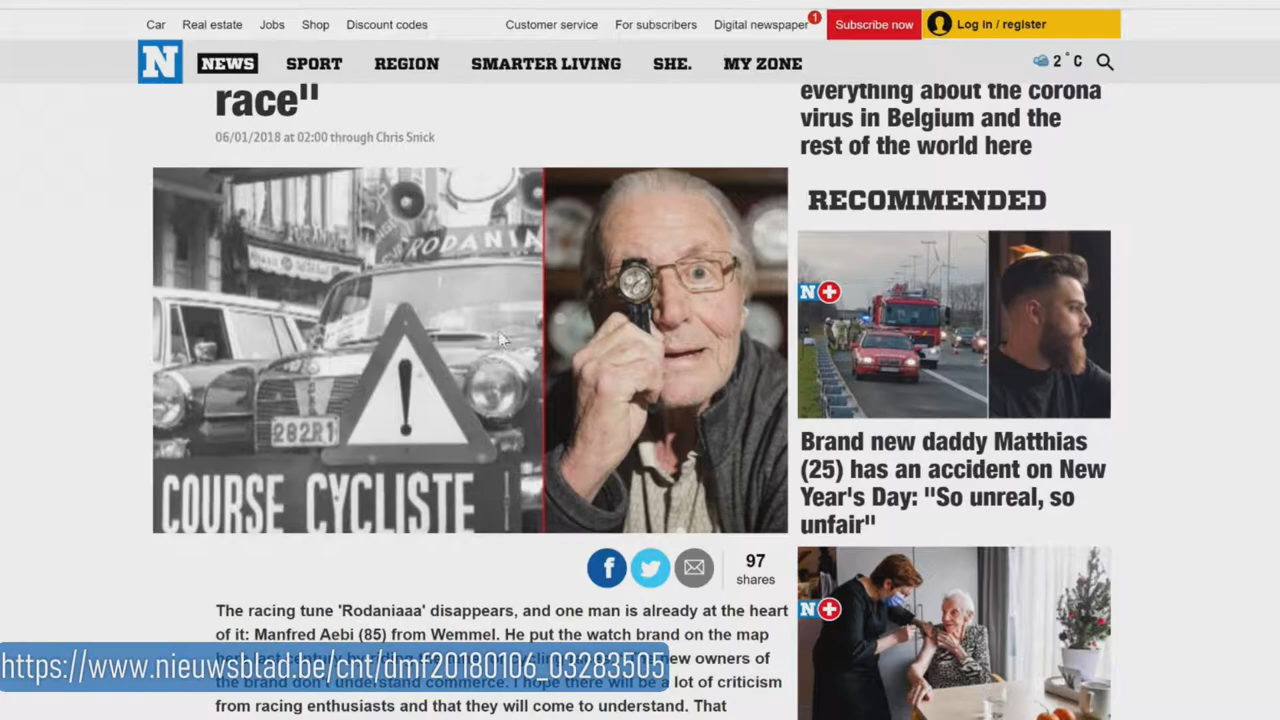 Car Real estate Jobs Shop Discount codes Customer service For subscribers Digital newspaper 1 Subscribe now Log in / register
N NEWS SPORT REGION SMARTER LIVING SHE. MY ZONE 2°C
race"
06/01/2018 at 02:00 through Chris Snick
RODANIA
282R1
COURSE CYCLISTE
97
shares
The racing tune 'Rodaniaaa' disappears, and one man is already at the heart
of it: Manfred Aebi (85) from Wemmel. He put the watch brand on the map
new owners of
the brand don't understand commerce. I hope there will be a lot of criticism
from racing enthusiasts and that they will come to understand. That
https://www.nieuwsblad.be/cnt/dmf20180106_03283505
everything about the corona
virus in Belgium and the
rest of the world here
RECOMMENDED
N+
Brand new daddy Matthias
(25) has an accident on New
Year's Day: "So unreal, so
unfair"
N+